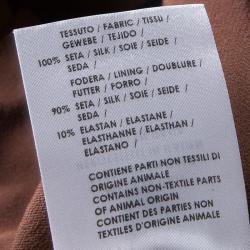 TESSUTO / FABRIC / TISSU /
GEWEBE / TEJIDO /
100% SETA / SILK / SOIE / SEIDE /
SEDA /
FODERA / LINING / DOUBLURE /
FUTTER / FORRO /
90% SETA / SILK / SOIE / SEIDE /
SEDA /
10% ELASTAN / ELASTANE /
ELASTHANNE / ELASTHAN /
ELASTANO /
CONTIENE PARTI NON TESSILI DI
ORIGINE ANIMALE
CONTAINS NON-TEXTILE PARTS
OF ANIMAL ORIGIN
CONTIENT DES PARTIES NON
TEXTILES D'ORIGINE ANIMALE